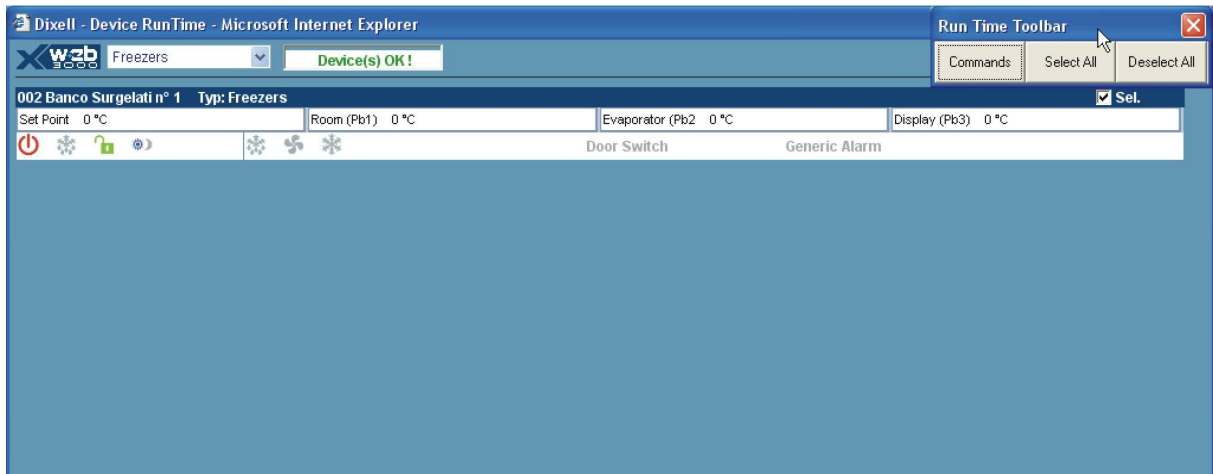 Dixell - Device RunTime - Microsoft Internet Explorer
Run Time Toolbar
Xweb 3000 Freezers Device(s) OK !
Commands Select All Deselect All
002 Banco Surgelati n° 1 Typ: Freezers Sel.
Set Point 0 °C Room (Pb1) 0 °C Evaporator (Pb2 0 °C Display (Pb3) 0 °C
Door Switch Generic Alarm